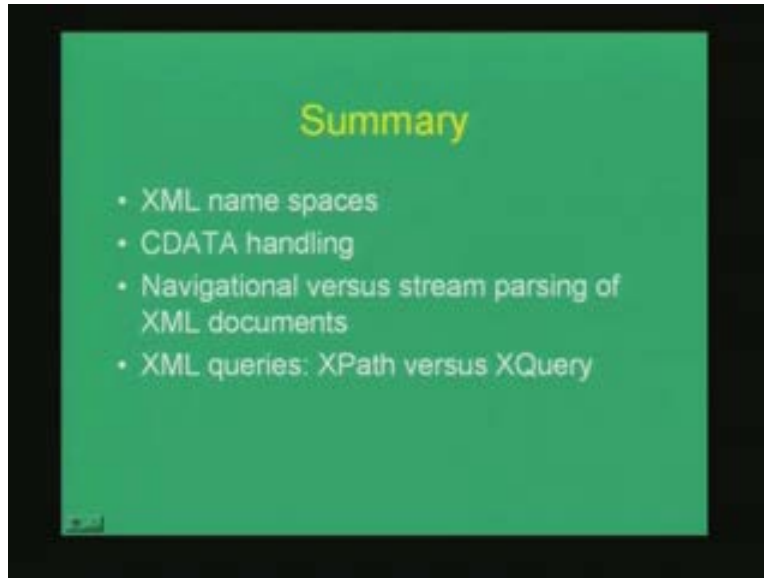 Summary
• XML name spaces
• CDATA handling
• Navigational versus stream parsing of
XML documents
• XML queries: XPath versus XQuery